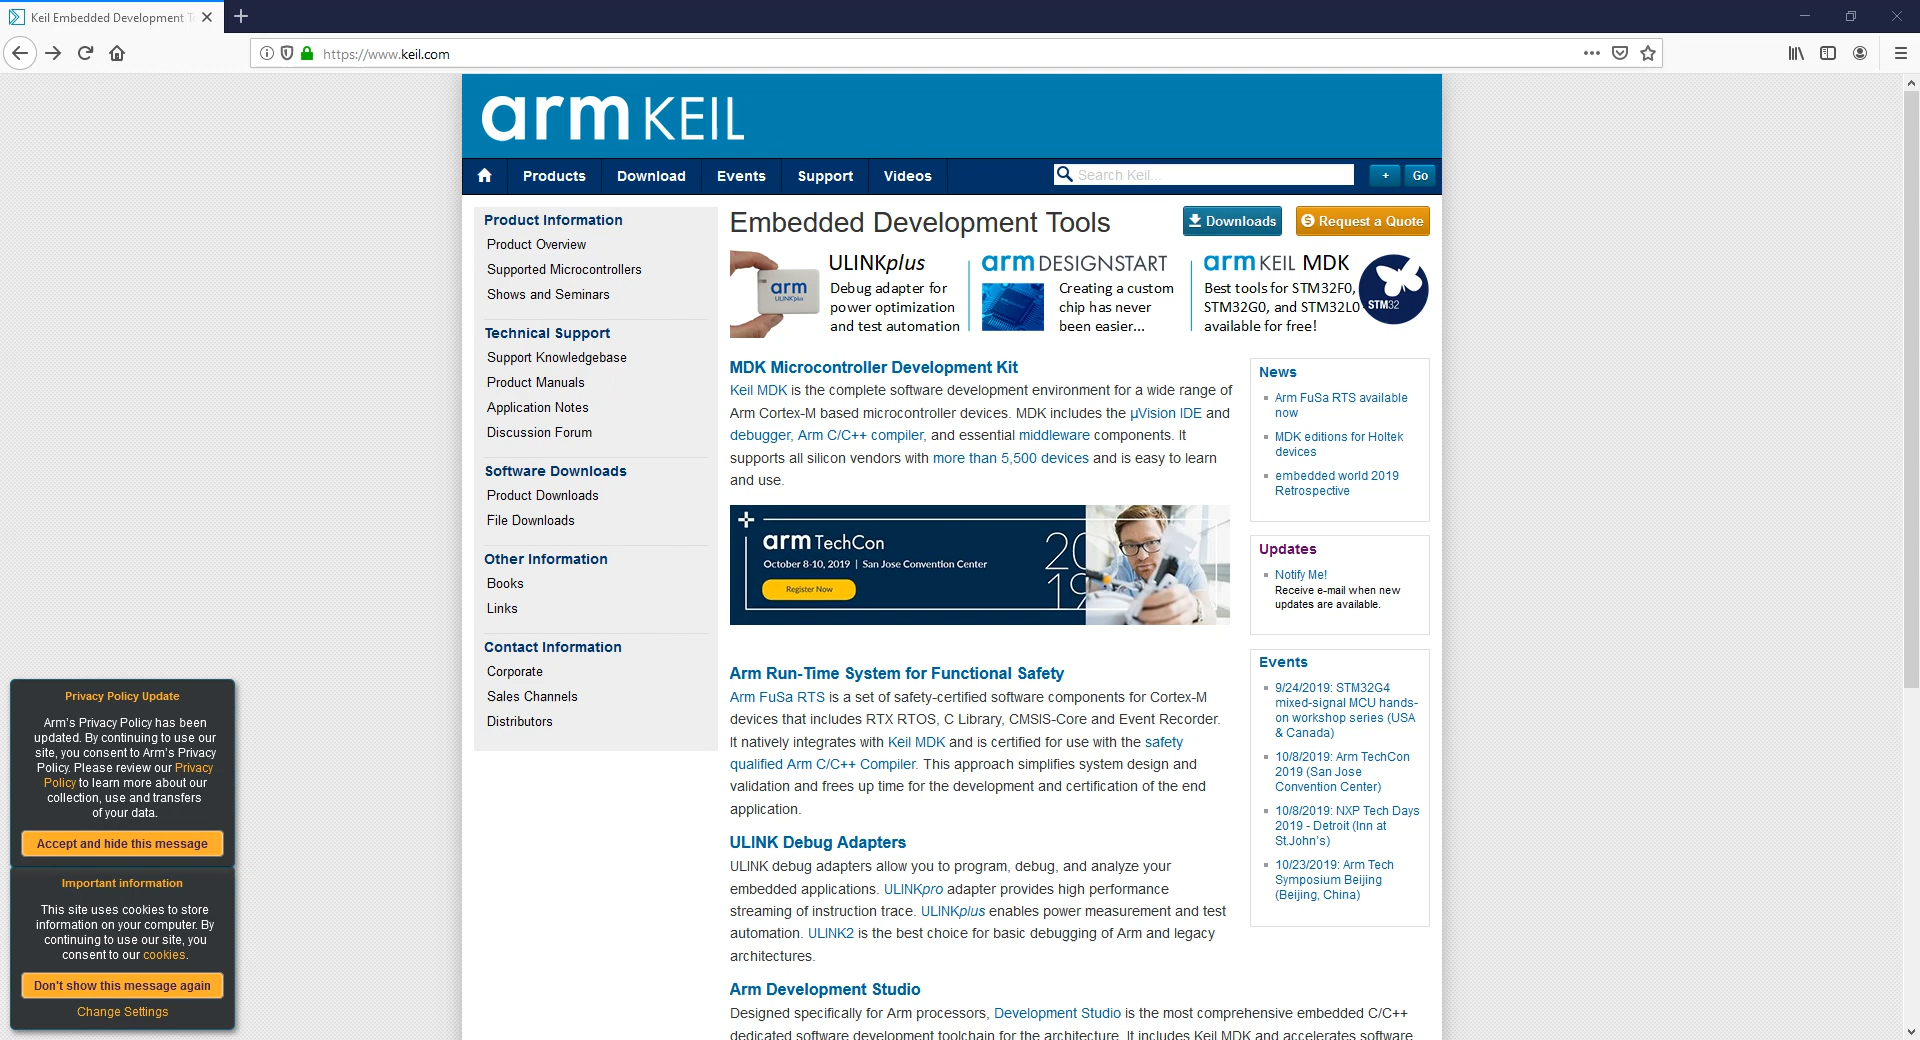 Keil Embedded Development T
https://www.keil.com
arm KEIL
Products
Download
Events
Support
Videos
Search Keil...
+
Go
Product Information
Product Overview
Supported Microcontrollers
Shows and Seminars
Technical Support
Support Knowledgebase
Product Manuals
Application Notes
Discussion Forum
Software Downloads
Product Downloads
File Downloads
Other Information
Books
Links
Contact Information
Corporate
Sales Channels
Distributors
Embedded Development Tools
Downloads
Request a Quote
arm
ULINKplus
ULINKplus
Debug adapter for
power optimization
and test automation
arm DESIGNSTART
Creating a custom
chip has never
been easier...
arm KEIL MDK
Best tools for STM32F0,
STM32G0, and STM32L0
available for free!
STM32
MDK Microcontroller Development Kit
Keil MDK is the complete software development environment for a wide range of
Arm Cortex-M based microcontroller devices. MDK includes the µVision IDE and
debugger, Arm C/C++ compiler, and essential middleware components. It
supports all silicon vendors with more than 5,500 devices and is easy to learn
and use.
arm TechCon
October 8-10, 2019 | San Jose Convention Center
Register Now
20
19
Arm Run-Time System for Functional Safety
Arm FuSa RTS is a set of safety-certified software components for Cortex-M
devices that includes RTX RTOS, C Library, CMSIS-Core and Event Recorder.
It natively integrates with Keil MDK and is certified for use with the safety
qualified Arm C/C++ Compiler. This approach simplifies system design and
validation and frees up time for the development and certification of the end
application.
ULINK Debug Adapters
ULINK debug adapters allow you to program, debug, and analyze your
embedded applications. ULINKpro adapter provides high performance
streaming of instruction trace. ULINKplus enables power measurement and test
automation. ULINK2 is the best choice for basic debugging of Arm and legacy
architectures.
Arm Development Studio
Designed specifically for Arm processors, Development Studio is the most comprehensive embedded C/C++
dedicated software development toolchain for the architecture. It includes Keil MDK and accelerates software
News
Arm FuSa RTS available
now
MDK editions for Holtek
devices
embedded world 2019
Retrospective
Updates
Notify Me!
Receive e-mail when new
updates are available.
Events
9/24/2019: STM32G4
mixed-signal MCU hands-
on workshop series (USA
& Canada)
10/8/2019: Arm TechCon
2019 (San Jose
Convention Center)
10/8/2019: NXP Tech Days
2019 - Detroit (Inn at
St.John's)
10/23/2019: Arm Tech
Symposium Beijing
(Beijing, China)
Privacy Policy Update
Arm's Privacy Policy has been
updated. By continuing to use our
site, you consent to Arm's Privacy
Policy. Please review our Privacy
Policy to learn more about our
collection, use and transfers
of your data.
Accept and hide this message
Important information
This site uses cookies to store
information on your computer. By
continuing to use our site, you
consent to our cookies.
Don't show this message again
Change Settings